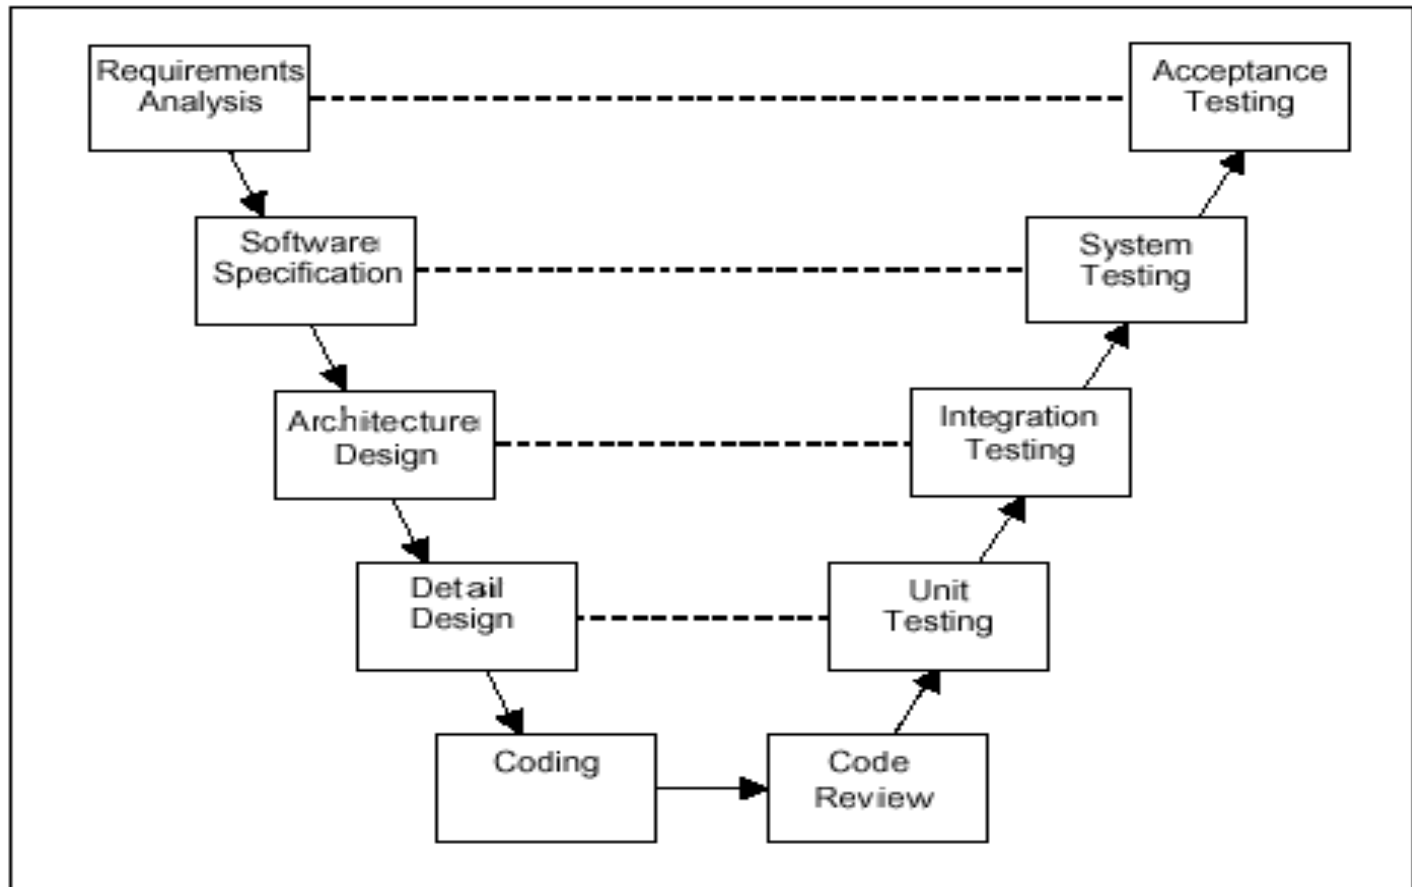 Requirements
Analysis
Acceptance
Testing
Software
Specification
System
Testing
Architecture
Design
Integration
Testing
Detail
Design
Unit
Testing
Coding
Code
Review